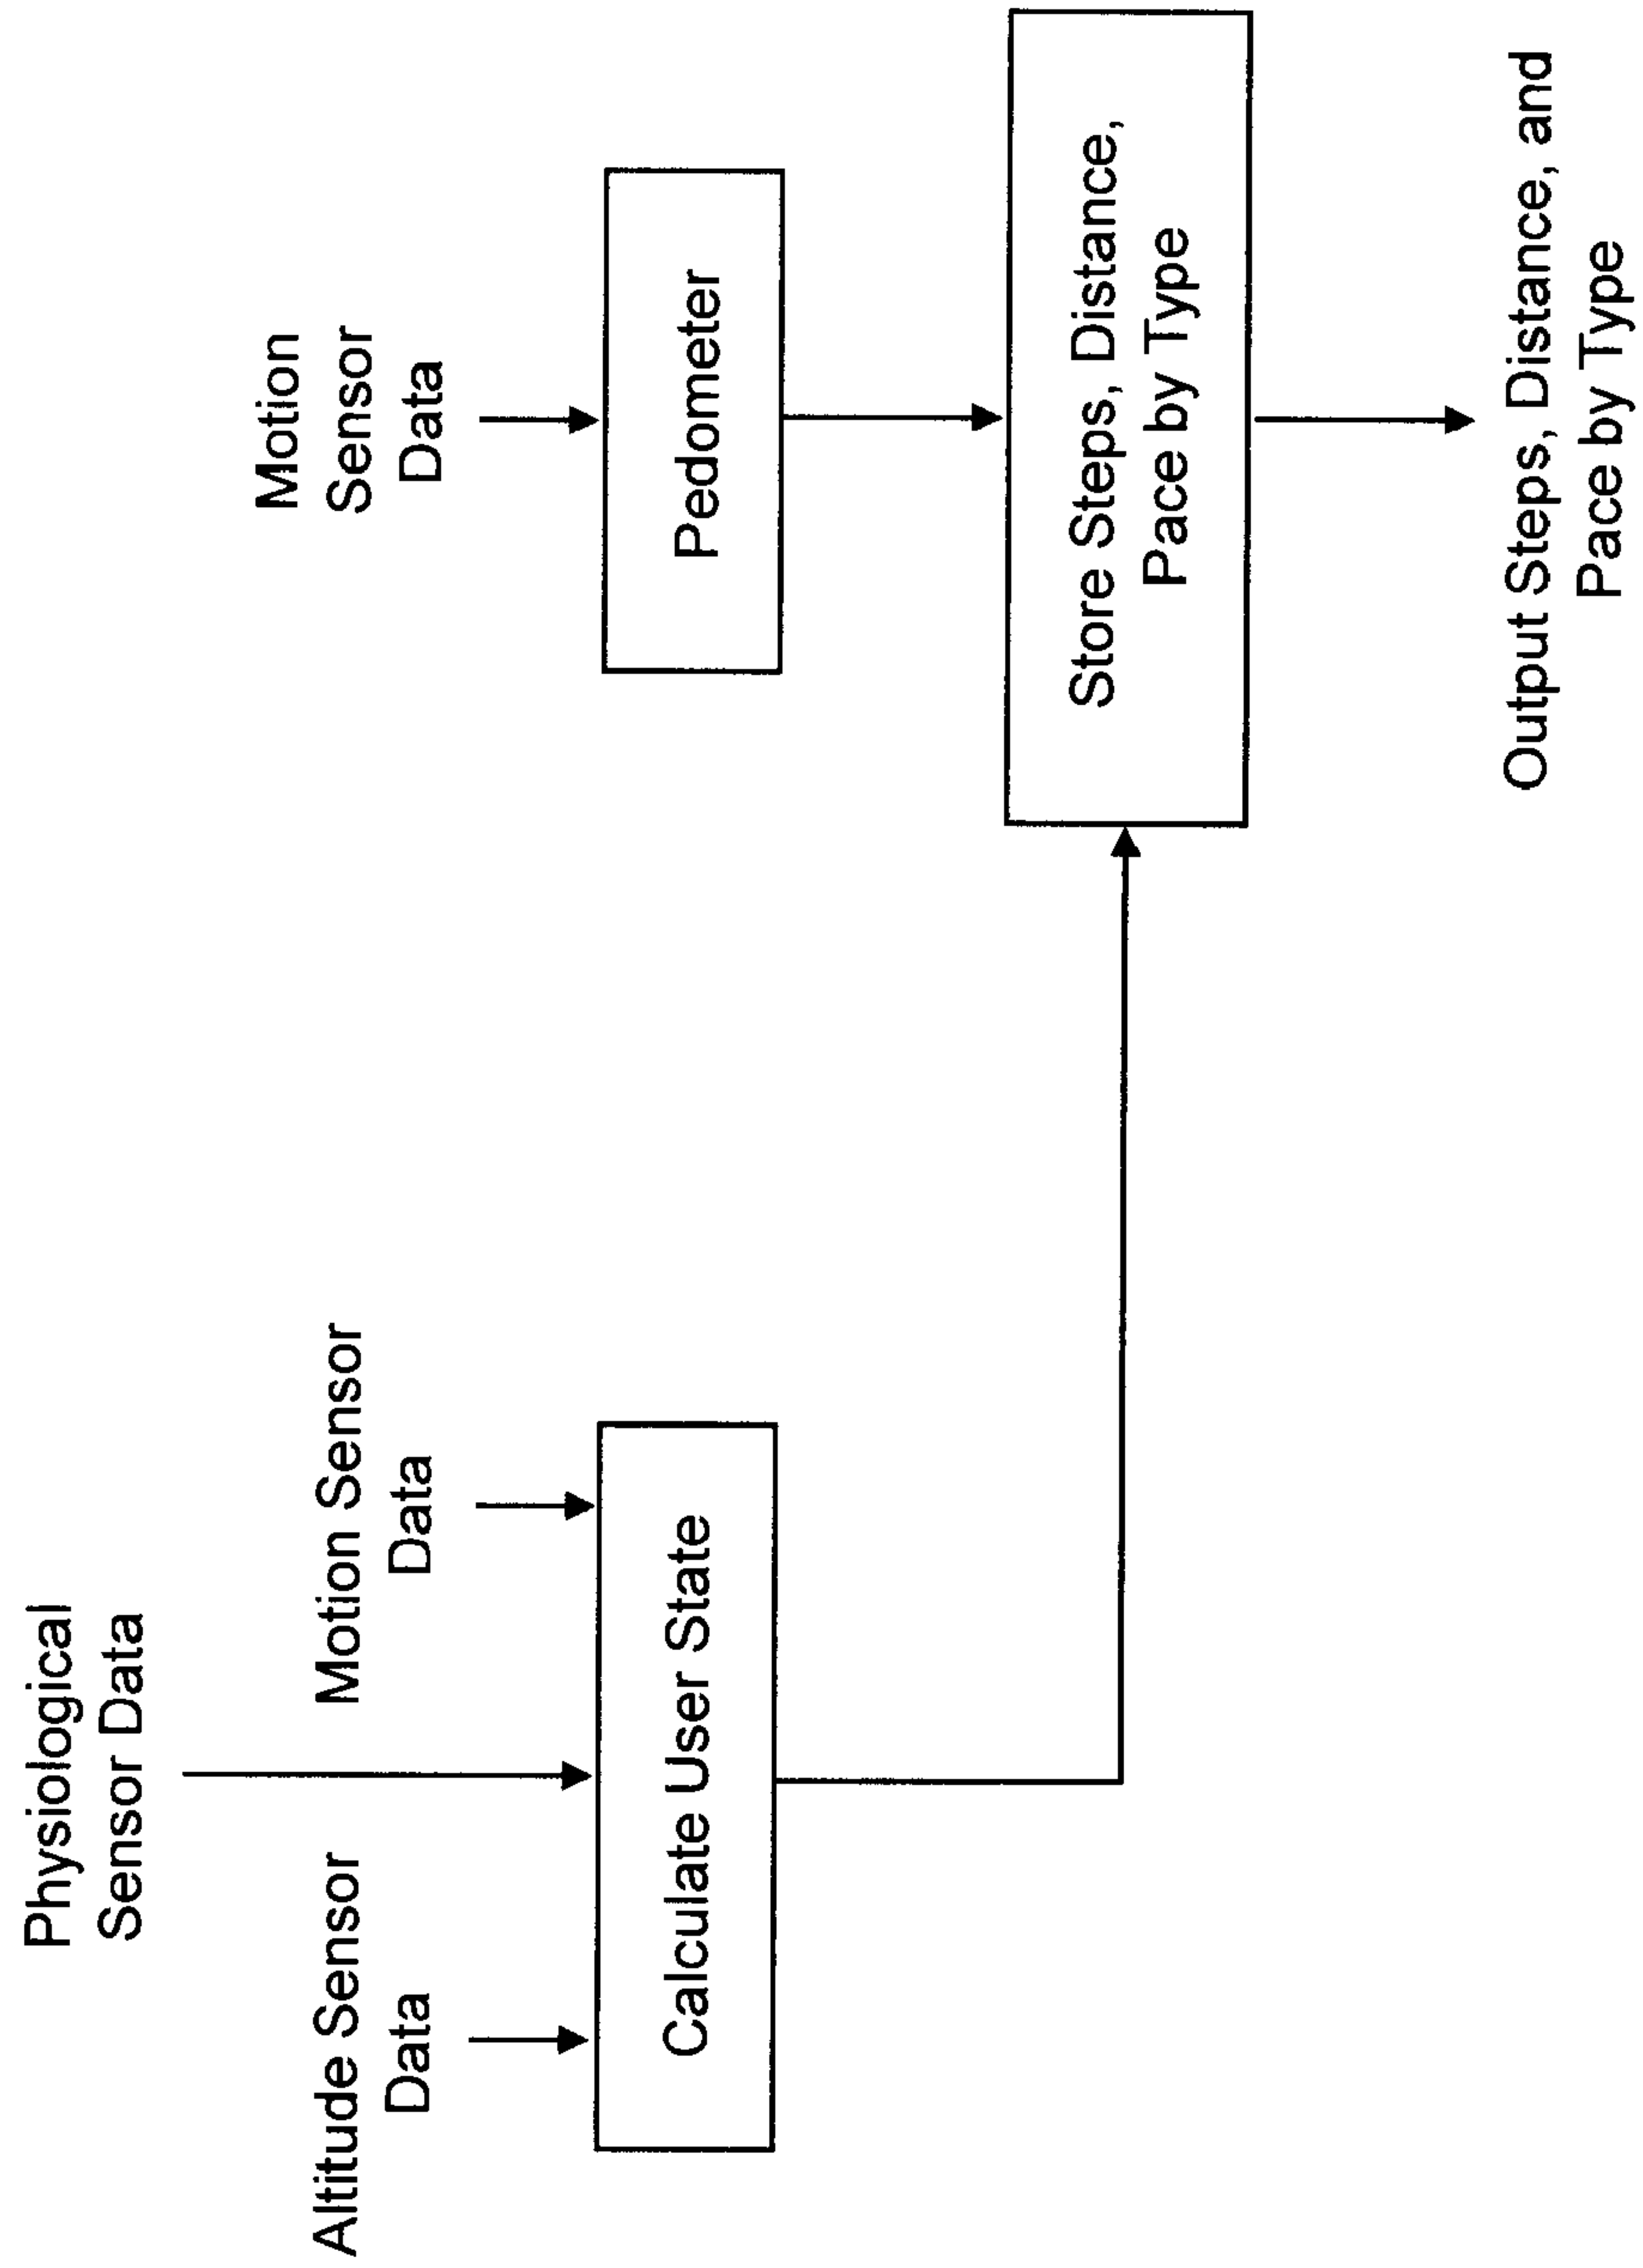 Physiological
Sensor Data
Altitude Sensor
Data
Motion Sensor
Data
Calculate User State
Motion
Sensor
Data
Pedometer
Store Steps, Distance,
Pace by Type
Output Steps, Distance, and
Pace by Type